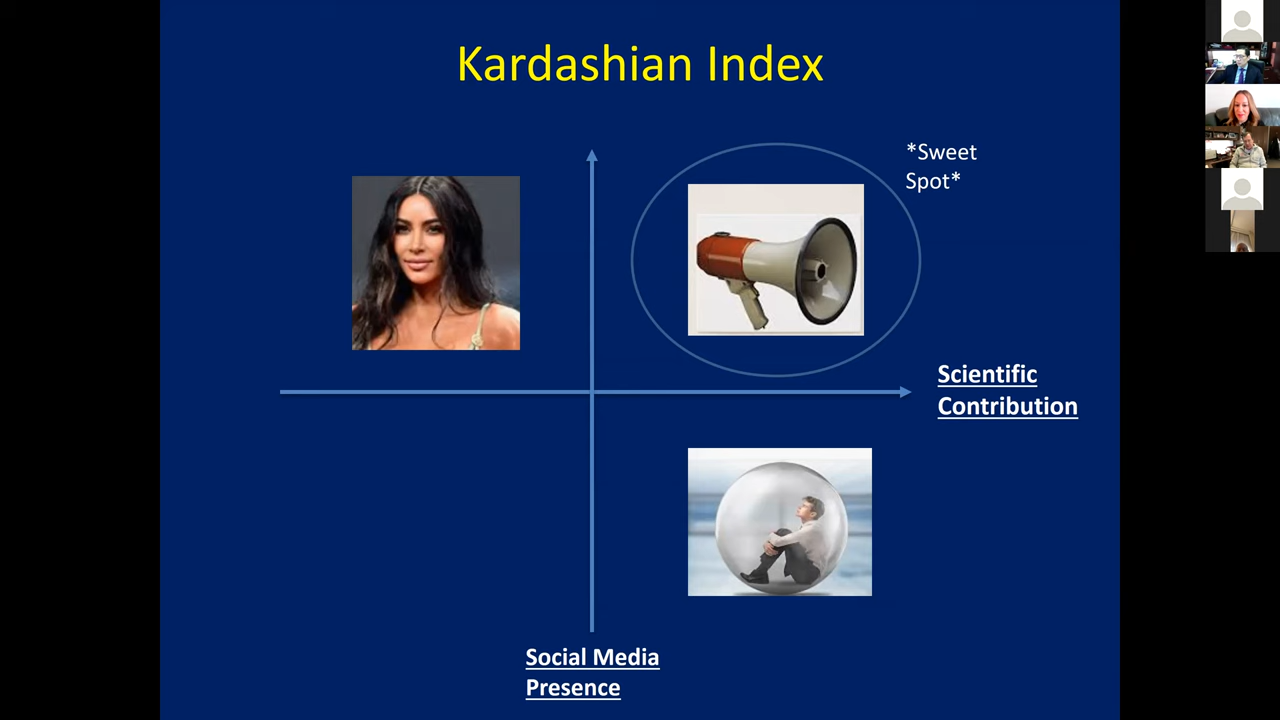 Kardashian Index
*Sweet
Spot*
Scientific
Contribution
Social Media
Presence